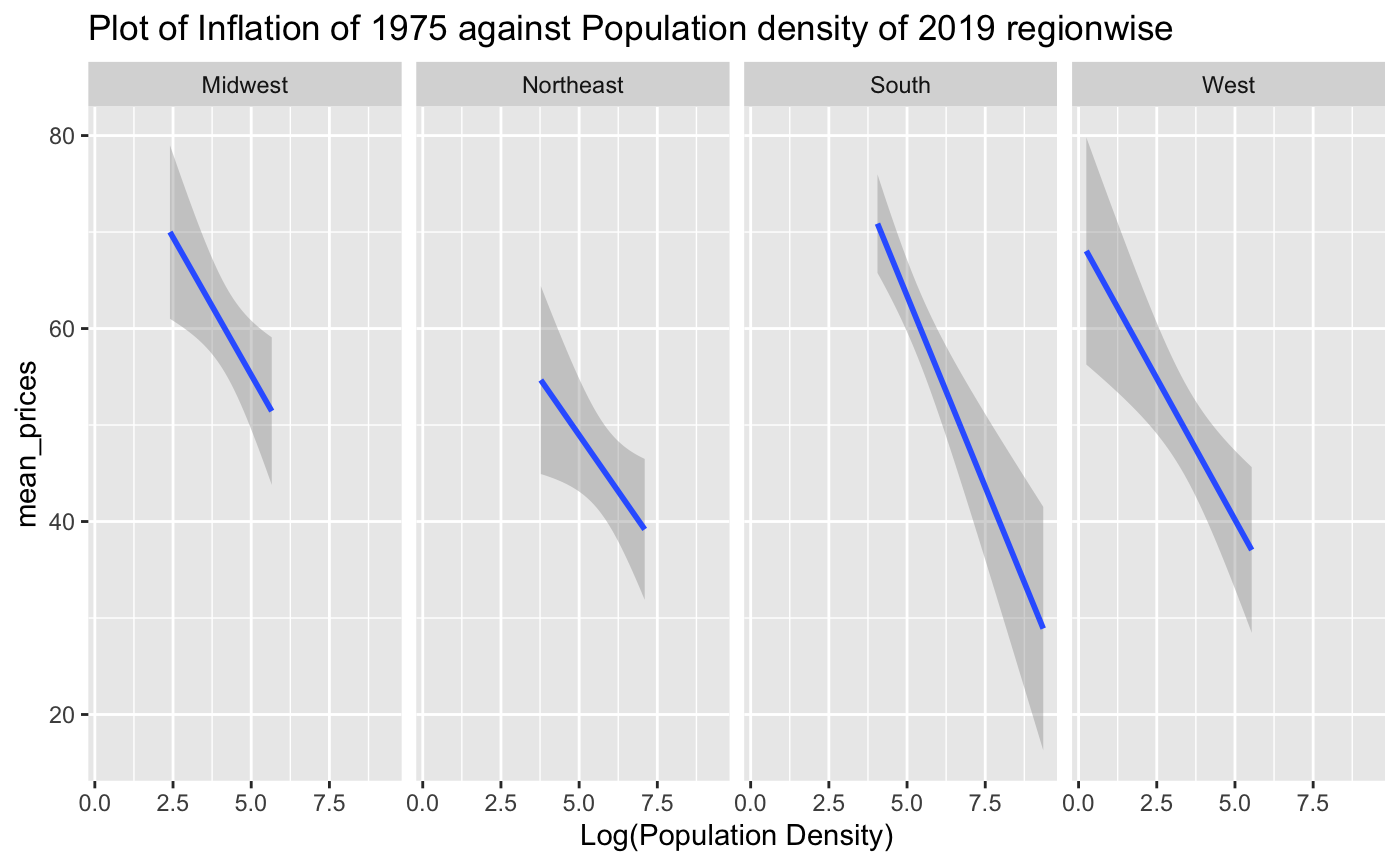 Plot of Inflation of 1975 against Population density of 2019 regionwise
Midwest Northeast South West
80
60
40
20
mean_prices
0.0 2.5 5.0 7.5 0.0 2.5 5.0 7.5 0.0 2.5 5.0 7.5 0.0 2.5 5.0 7.5
Log(Population Density)